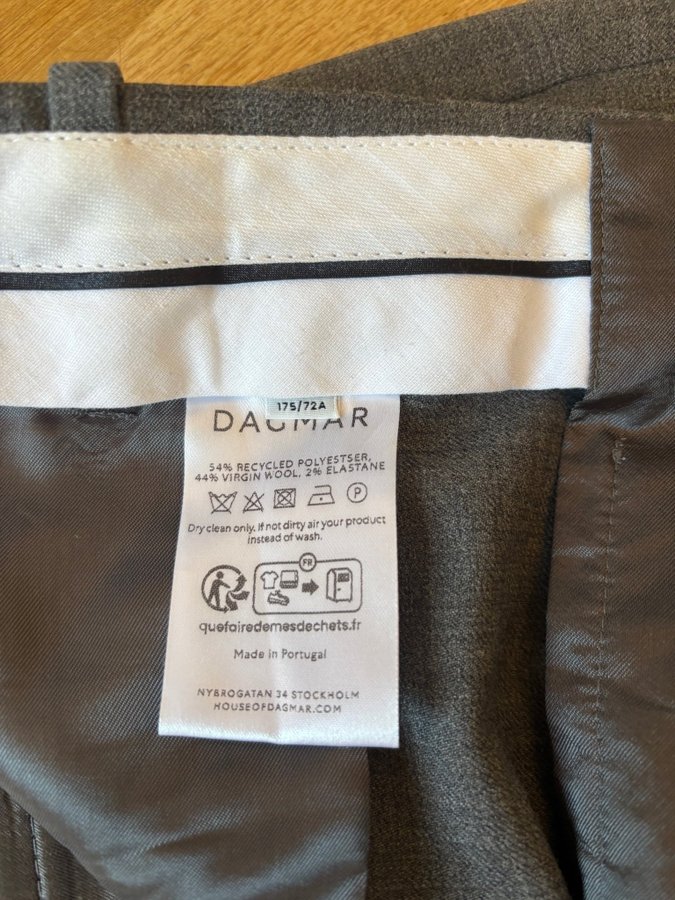 175/72A
DAGMAR
54% RECYCLED POLYESTSER,
44% VIRGIN WOOL, 2% ELASTANE
P
Dry clean only. If not dirty air your product
instead of wash.
FR
quefairedemesdechets.fr
Made in Portugal
NYBROGATAN 34 STOCKHOLM
HOUSEOFDAGMAR.COM